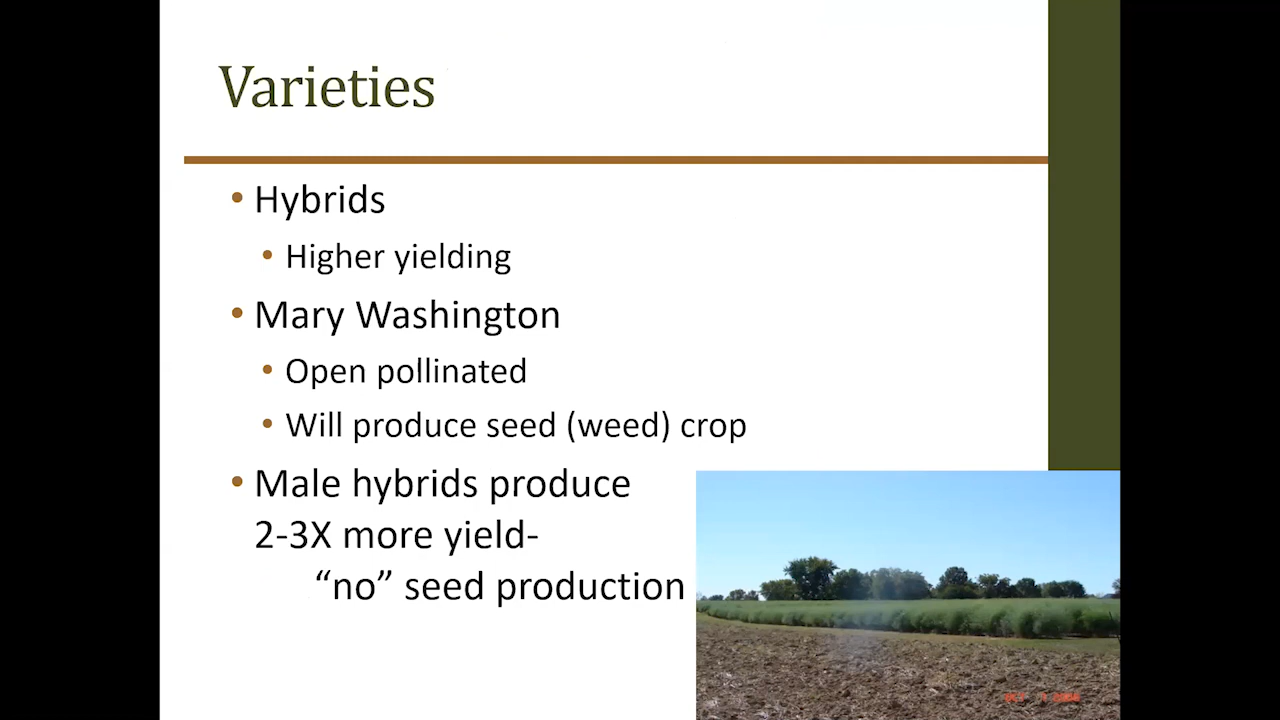 Varieties
• Hybrids
• Higher yielding
• Mary Washington
• Open pollinated
• Will produce seed (weed) crop
• Male hybrids produce
2-3X more yield-
“no” seed production